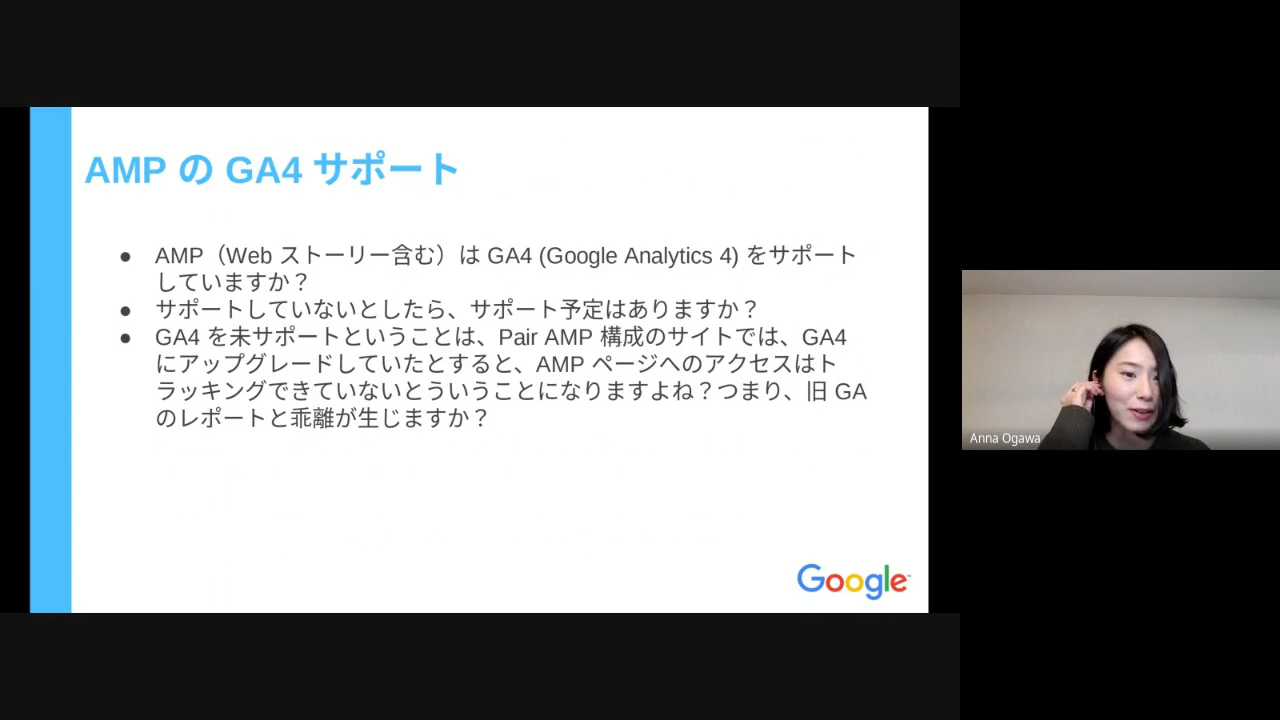 AMP の GA4 サポート
● AMP（Web ストーリー含む）は GA4 (Google Analytics 4) をサポート
していますか？
● サポートしていないとしたら、サポート予定はありますか？
● GA4 を未サポートということは、Pair AMP 構成のサイトでは、GA4
にアップグレードしていたとすると、AMP ページへのアクセスはト
ラッキングできていないとういうことになりますよね？つまり、旧 GA
のレポートと乖離が生じますか？
Google
Anna Ogawa